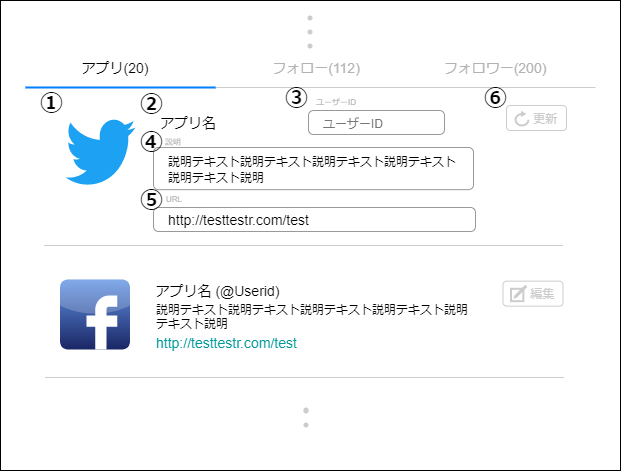 アプリ(20)
フォロー(112)
フォロワー(200)
①
②
③
⑥
ユーザーID
アプリ名
ユーザーID
更新
④
説明
説明テキスト説明テキスト説明テキスト説明テキスト
説明テキスト説明
⑤
URL
http://testtestr.com/test
アプリ名 (@Userid)
編集
説明テキスト説明テキスト説明テキスト説明テキスト説明
テキスト説明
http://testtestr.com/test